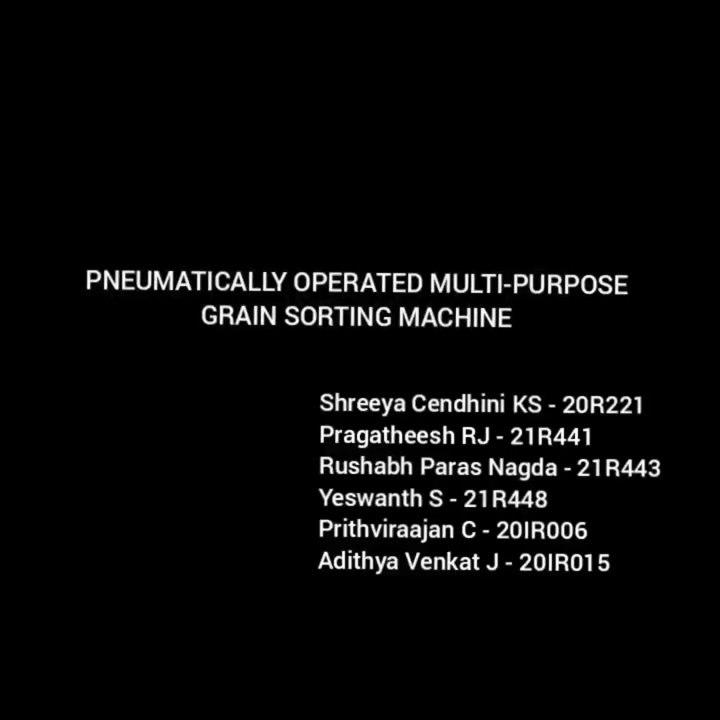 PNEUMATICALLY OPERATED MULTI-PURPOSE
GRAIN SORTING MACHINE
Shreeya Cendhini KS - 20R221
Pragatheesh RJ - 21R441
Rushabh Paras Nagda - 21R443
Yeswanth S - 21R448
Prithviraajan C - 20IR006
Adithya Venkat J - 20IR015